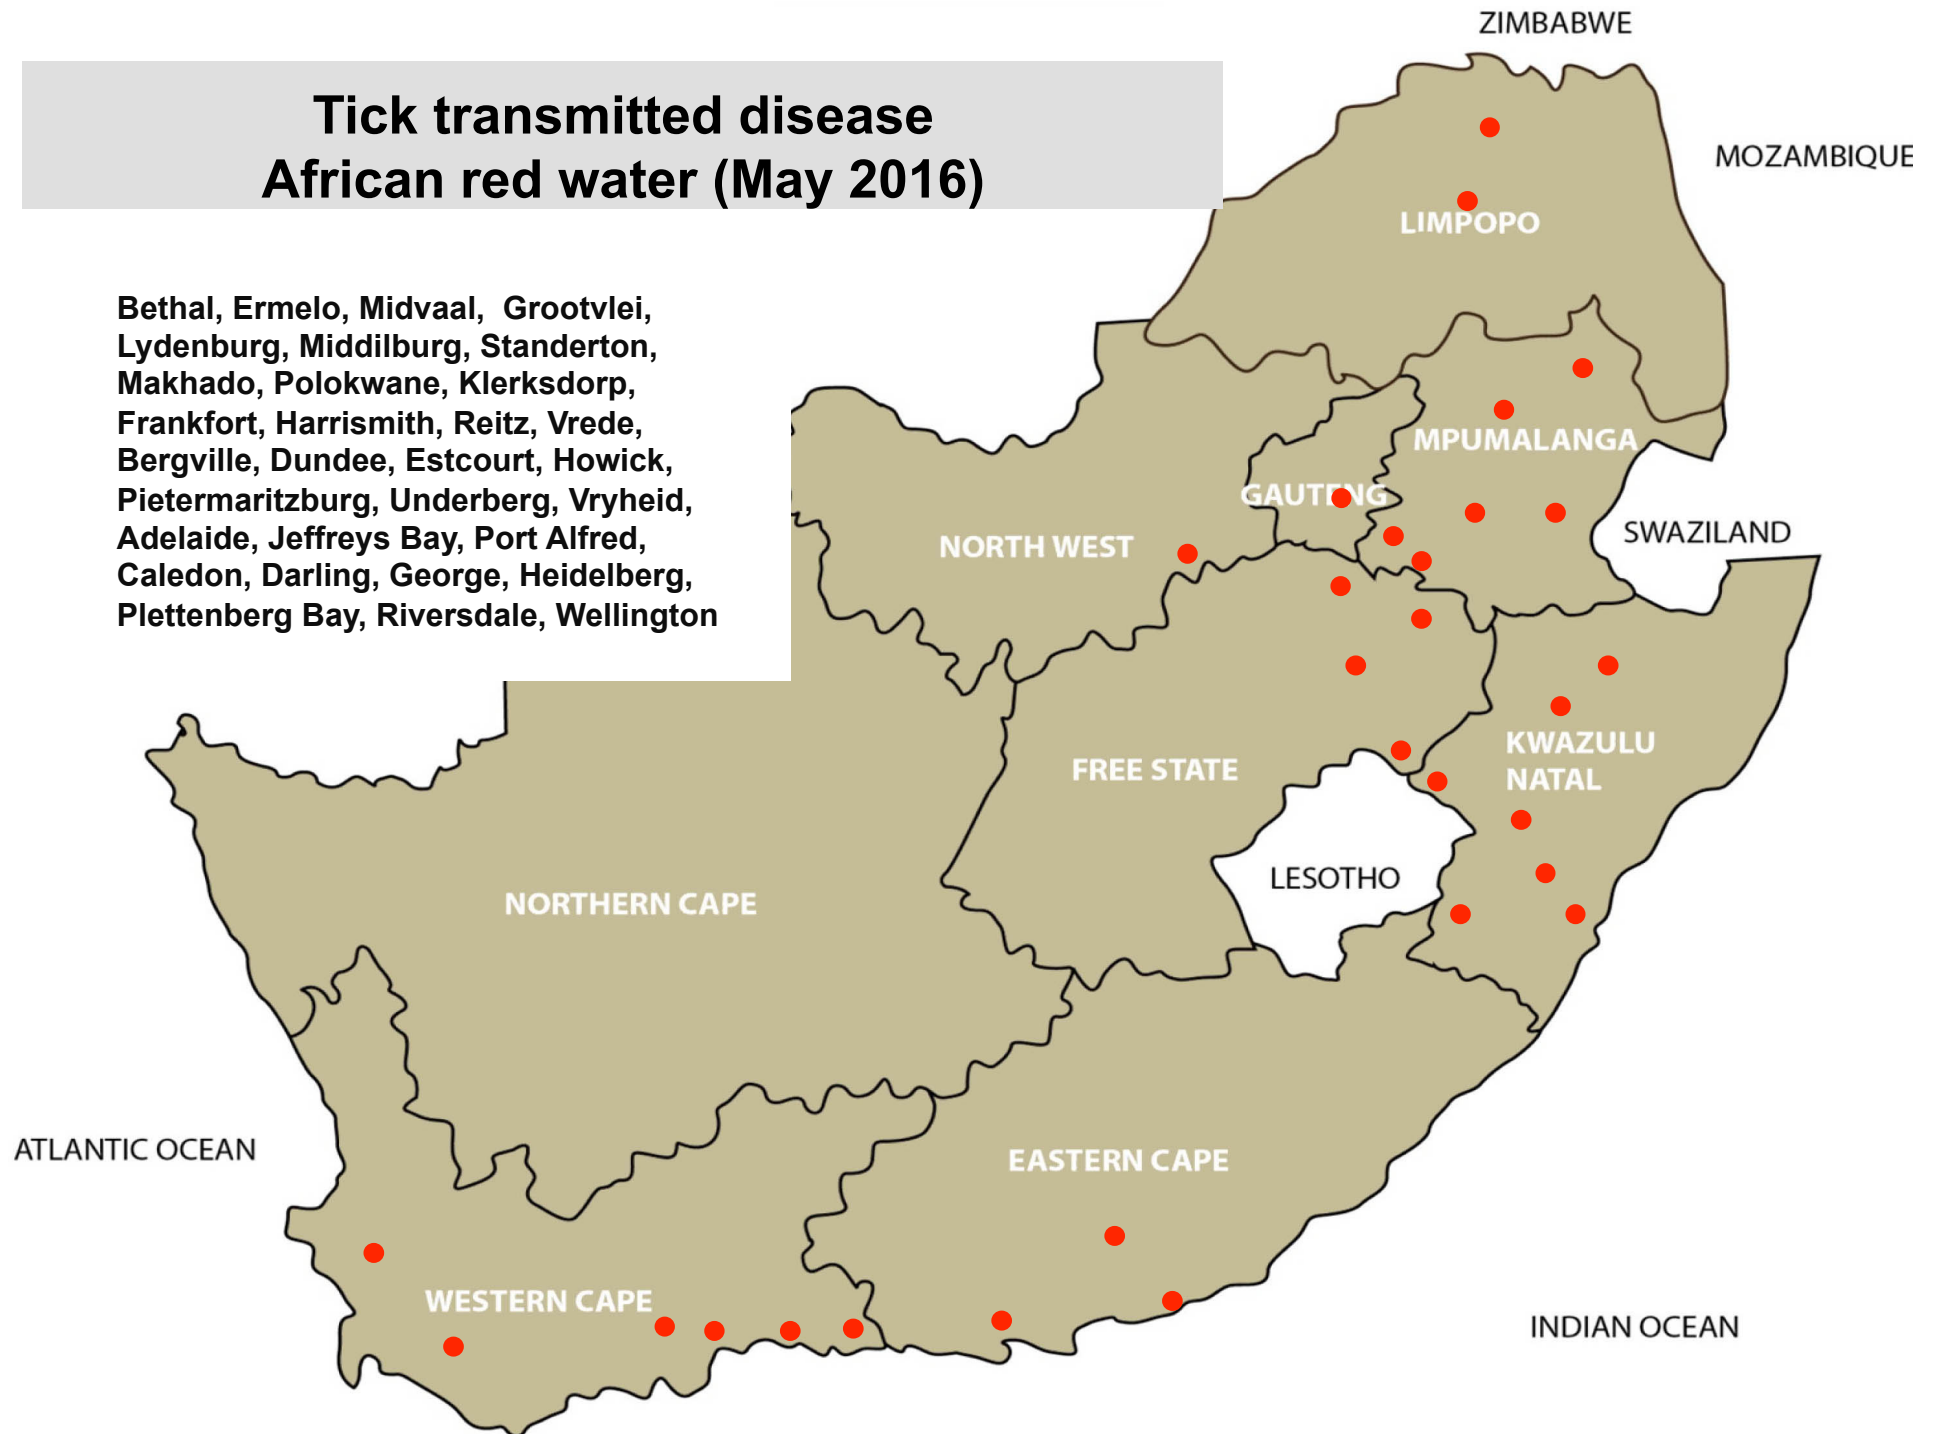 ZIMBABWE
Tick transmitted disease
African red water (May 2016)
MOZAMBIQUE
LIMPOPO
Bethal, Ermelo, Midvaal,  Grootvlei,
Lydenburg, Middilburg, Standerton,
Makhado, Polokwane, Klerksdorp,
Frankfort, Harrismith, Reitz, Vrede,
Bergville, Dundee, Estcourt, Howick,
Pietermaritzburg, Underberg, Vryheid,
Adelaide, Jeffreys Bay, Port Alfred,
Caledon, Darling, George, Heidelberg,
Plettenberg Bay, Riversdale, Wellington
MPUMALANGA
GAUTENG
SWAZILAND
NORTH WEST
KWAZULU
NATAL
FREE STATE
LESOTHO
NORTHERN CAPE
ATLANTIC OCEAN
EASTERN CAPE
WESTERN CAPE
INDIAN OCEAN